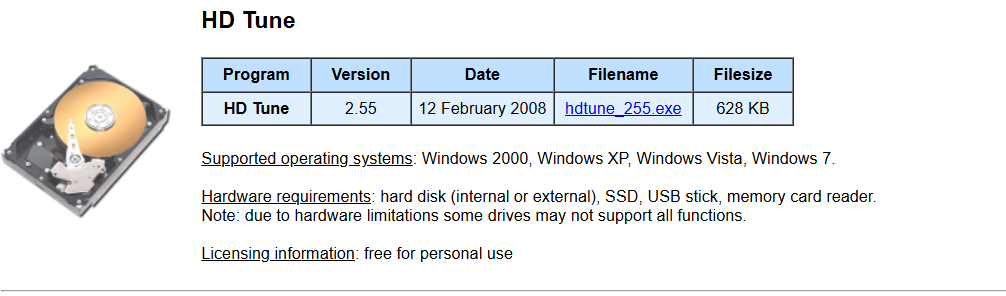 HD Tune
Program Version Date Filename Filesize
HD Tune 2.55 12 February 2008 hdtune_255.exe 628 KB
Supported operating systems: Windows 2000, Windows XP, Windows Vista, Windows 7.
Hardware requirements: hard disk (internal or external), SSD, USB stick, memory card reader.
Note: due to hardware limitations some drives may not support all functions.
Licensing information: free for personal use